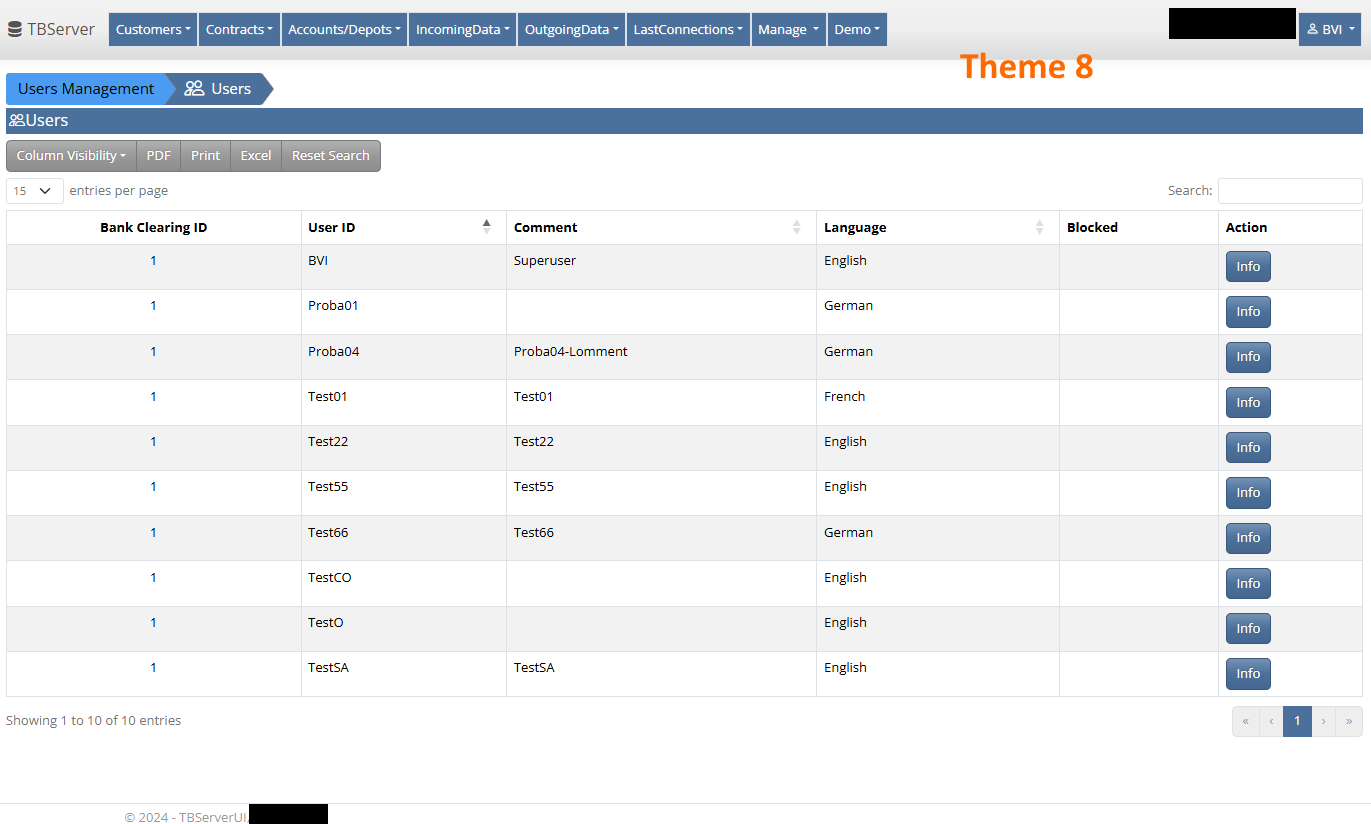 TBServer Customers Contracts Accounts/Depots IncomingData OutgoingData LastConnections Manage Demo BVI
Theme 8
Users Management Users
Users
Column Visibility PDF Print Excel Reset Search
15 entries per page Search:
Bank Clearing ID User ID Comment Language Blocked Action
1 BVI Superuser English Info
1 Proba01 German Info
1 Proba04 Proba04-Lomment German Info
1 Test01 Test01 French Info
1 Test22 Test22 English Info
1 Test55 Test55 English Info
1 Test66 Test66 German Info
1 TestCO English Info
1 TestO English Info
1 TestSA TestSA English Info
Showing 1 to 10 of 10 entries « ‹ 1 › »
© 2024 - TBServerUI,